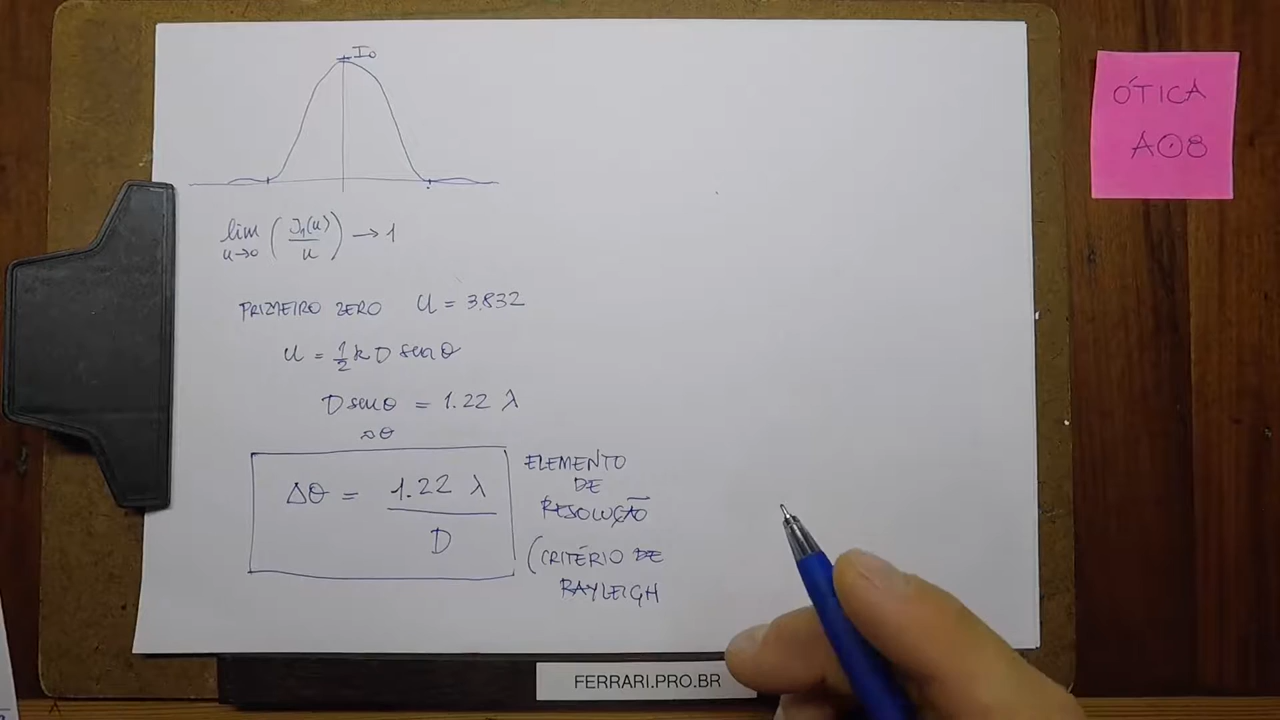 I₀
lim u→0 ( J₁(u) / u ) → 1
PRIMEIRO ZERO u = 3.832
u = 1/2 k D sen θ
D sen θ = 1.22 λ
≈ θ
Δθ = 1.22 λ / D
ELEMENTO
DE
RESOLUÇÃO
(CRITÉRIO DE
RAYLEIGH
ÓTICA
A08
FERRARI.PRO.BR